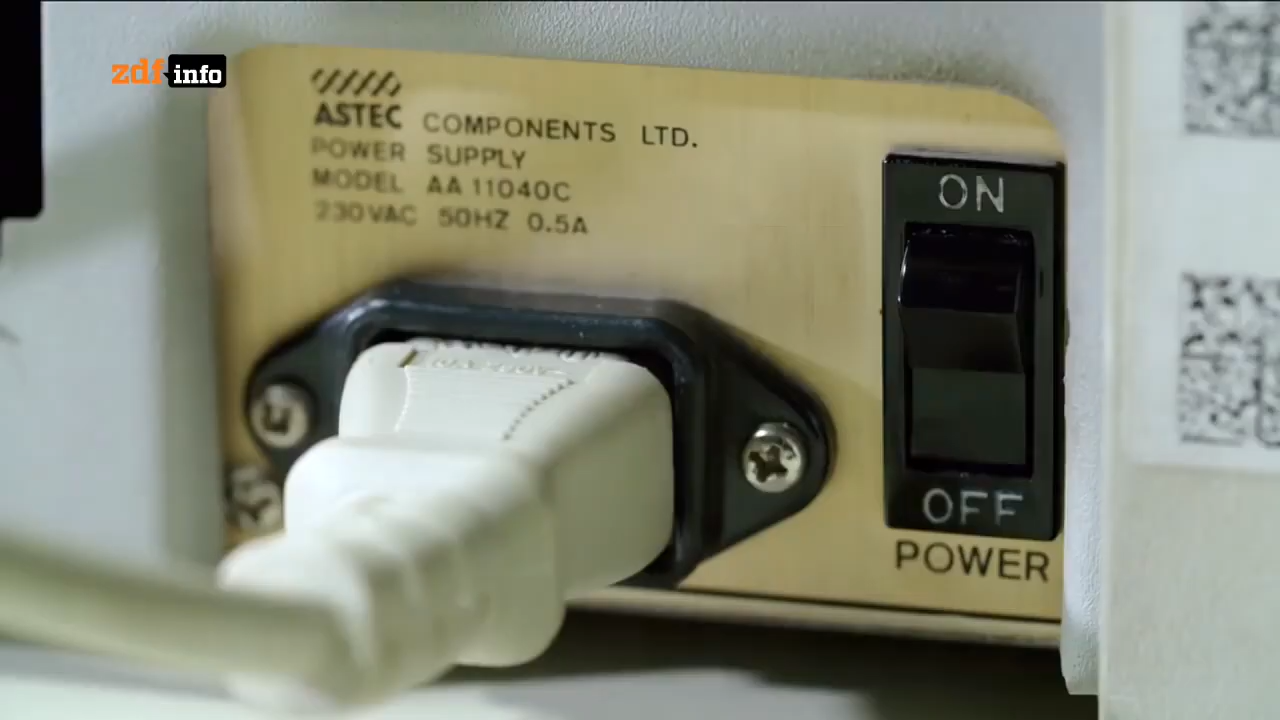 zdf info
ASTEC COMPONENTS LTD.
POWER SUPPLY
MODEL AA 11040C
230VAC 50HZ 0.5A
ON
OFF
POWER